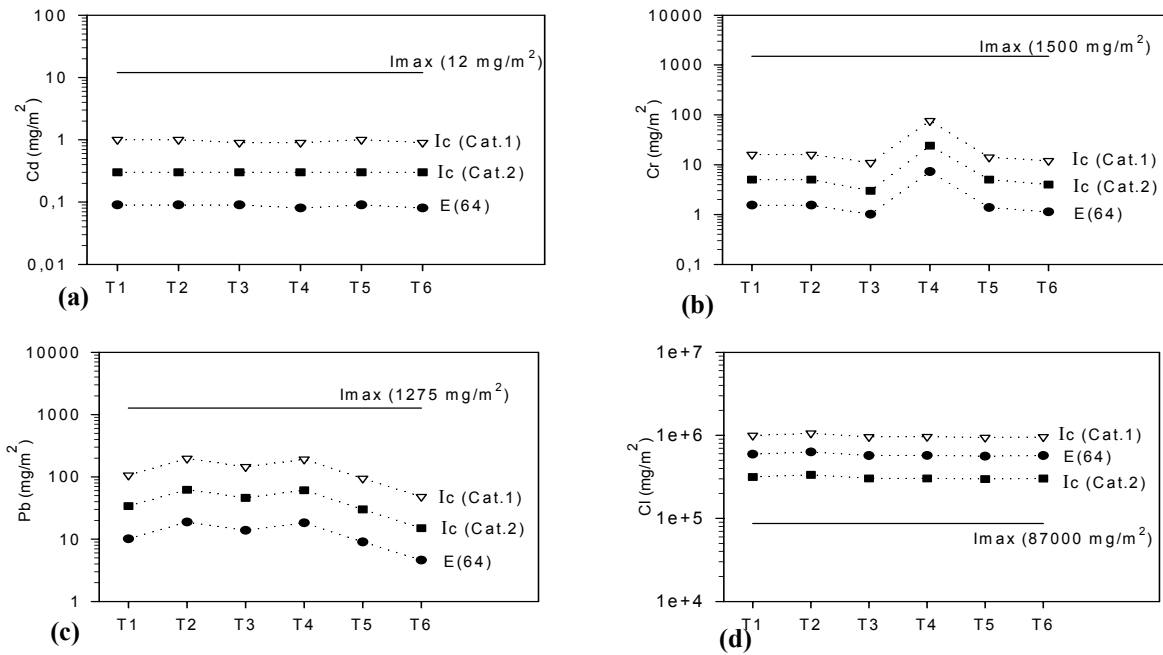 100
10
1
0,1
0,01
Cd (mg/m2)
Imax (12 mg/m2)
Ic (Cat.1)
Ic (Cat.2)
E(64)
T1 T2 T3 T4 T5 T6
(a)
10000
1000
100
10
1
0,1
Cr (mg/m2)
Imax (1500 mg/m2)
Ic (Cat.1)
Ic (Cat.2)
E(64)
T1 T2 T3 T4 T5 T6
(b)
10000
1000
100
10
1
Pb (mg/m2)
Imax (1275 mg/m2)
Ic (Cat.1)
Ic (Cat.2)
E(64)
T1 T2 T3 T4 T5 T6
(c)
1e+7
1e+6
1e+5
1e+4
Cl (mg/m2)
Ic (Cat.1)
E(64)
Ic (Cat.2)
Imax (87000 mg/m2)
T1 T2 T3 T4 T5 T6
(d)